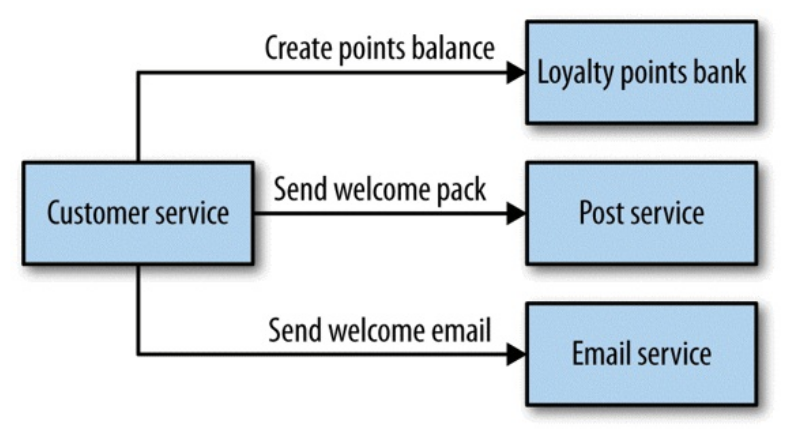 Create points balance
Loyalty points bank
Customer service
Send welcome pack
Post service
Send welcome email
Email service